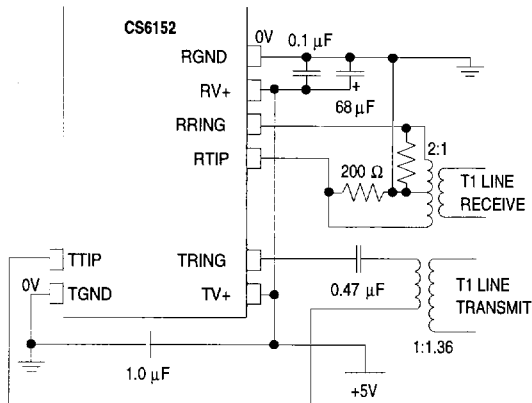 CS6152
0V
0.1 µF
RGND
RV+
68 µF
+
RRING
2:1
RTIP
200 Ω
T1 LINE
RECEIVE
TTIP
TRING
0V
TGND
TV+
0.47 µF
T1 LINE
TRANSMIT
1:1.36
1.0 µF
+5V